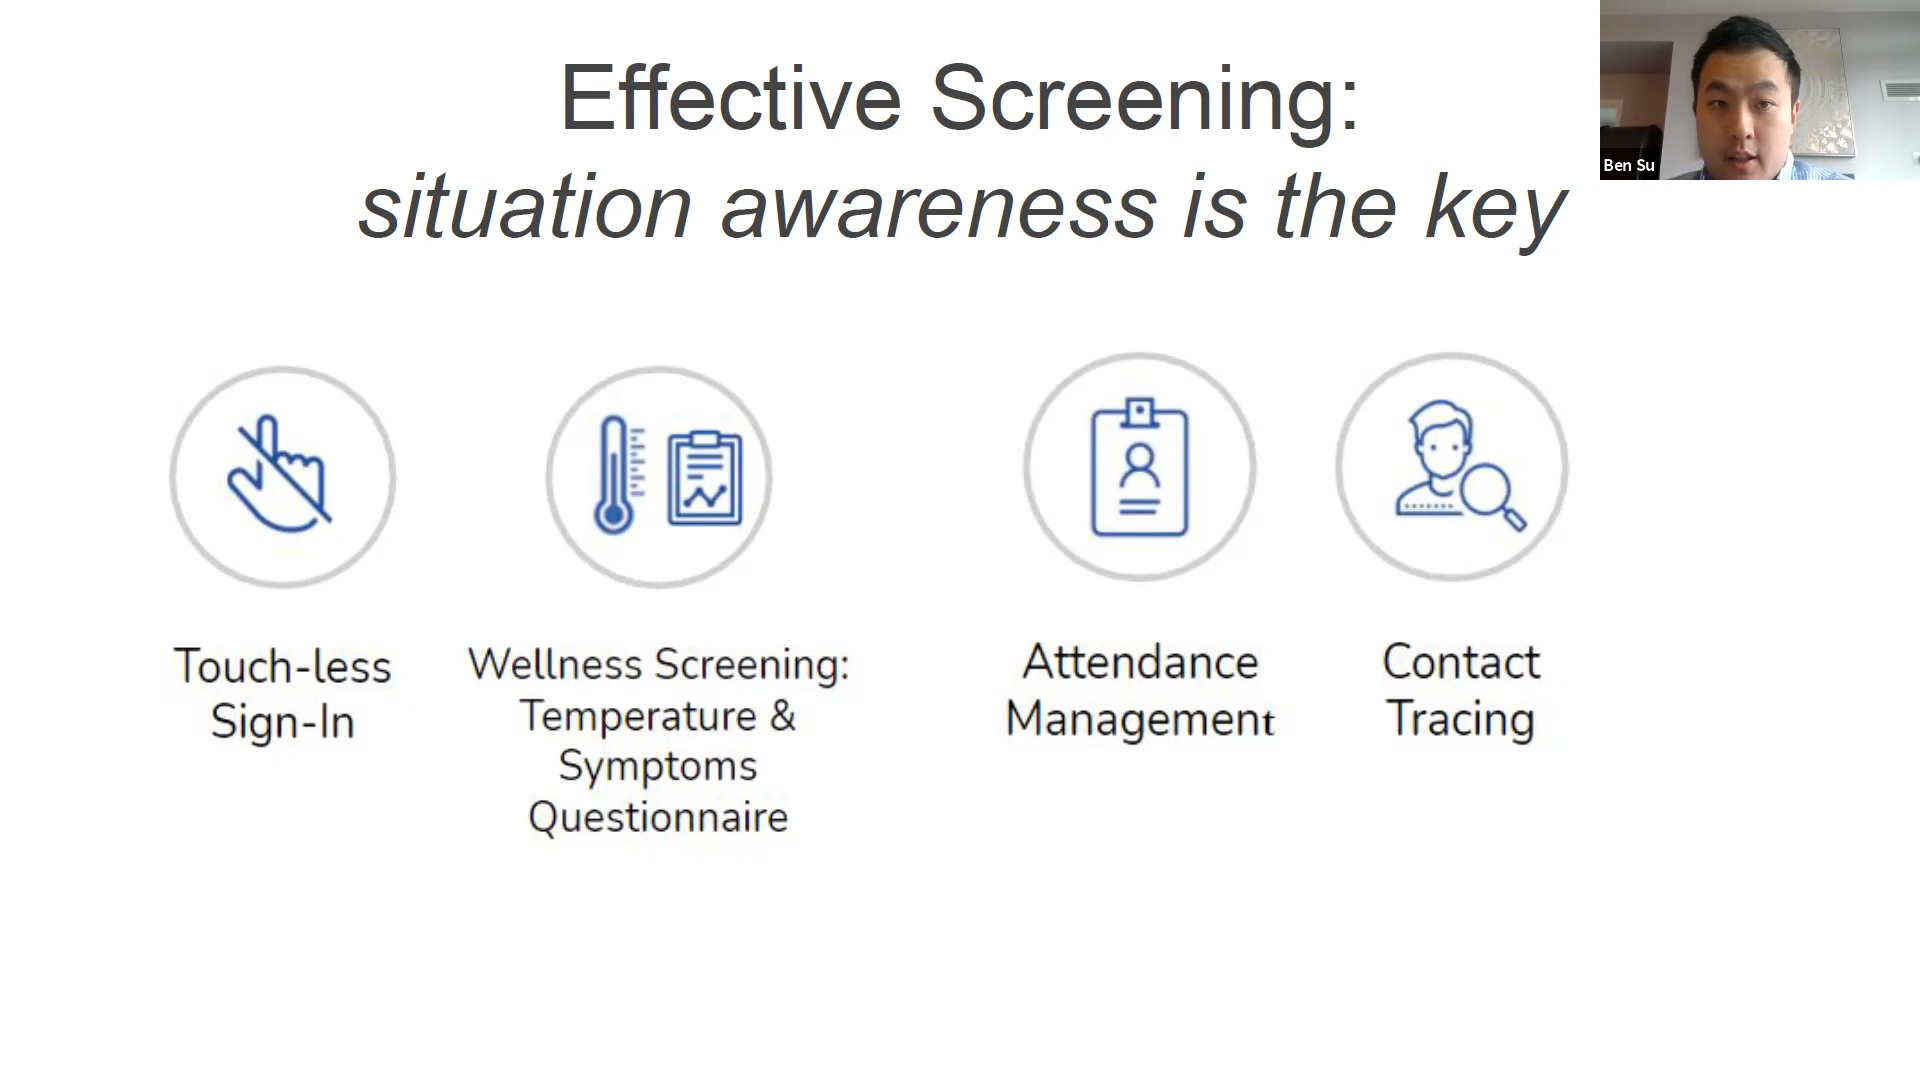 Effective Screening:
situation awareness is the key
Ben Su
Touch-less
Sign-In
Wellness Screening:
Temperature &
Symptoms
Questionnaire
Attendance
Management
Contact
Tracing